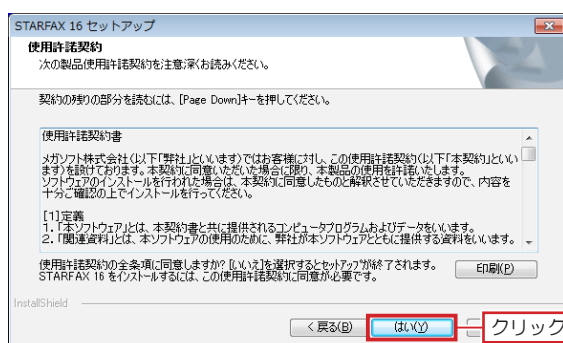 STARFAX 16 セットアップ
使用許諾契約
次の製品使用許諾契約を注意深くお読みください。
契約の残りの部分を読むには、[Page Down]キーを押してください。
使用許諾契約書
メガソフト株式会社(以下「弊社」といいます)ではお客様に対し、この使用許諾契約(以下「本契約」といい
ます)を設けております。本契約に同意いただいた場合に限り、本製品の使用を許諾いたします。
ソフトウェアのインストールを行われた場合は、本契約に同意したものと解釈させていただきますので、内容を
十分ご確認の上でインストールを行ってください。
[1]定義
1. 「本ソフトウェア」とは、本契約書と共に提供されるコンピュータプログラムおよびデータをいいます。
2. 「関連資料」とは、本ソフトウェアの使用のために、弊社が本ソフトウェアとともに提供する資料をいいます。
使用許諾契約の全条項に同意しますか? [いいえ]を選択するとセットアップが終了されます。
STARFAX 16 をインストールするには、この使用許諾契約に同意が必要です。
印刷(P)
InstallShield
< 戻る(B)
はい(Y)
クリック